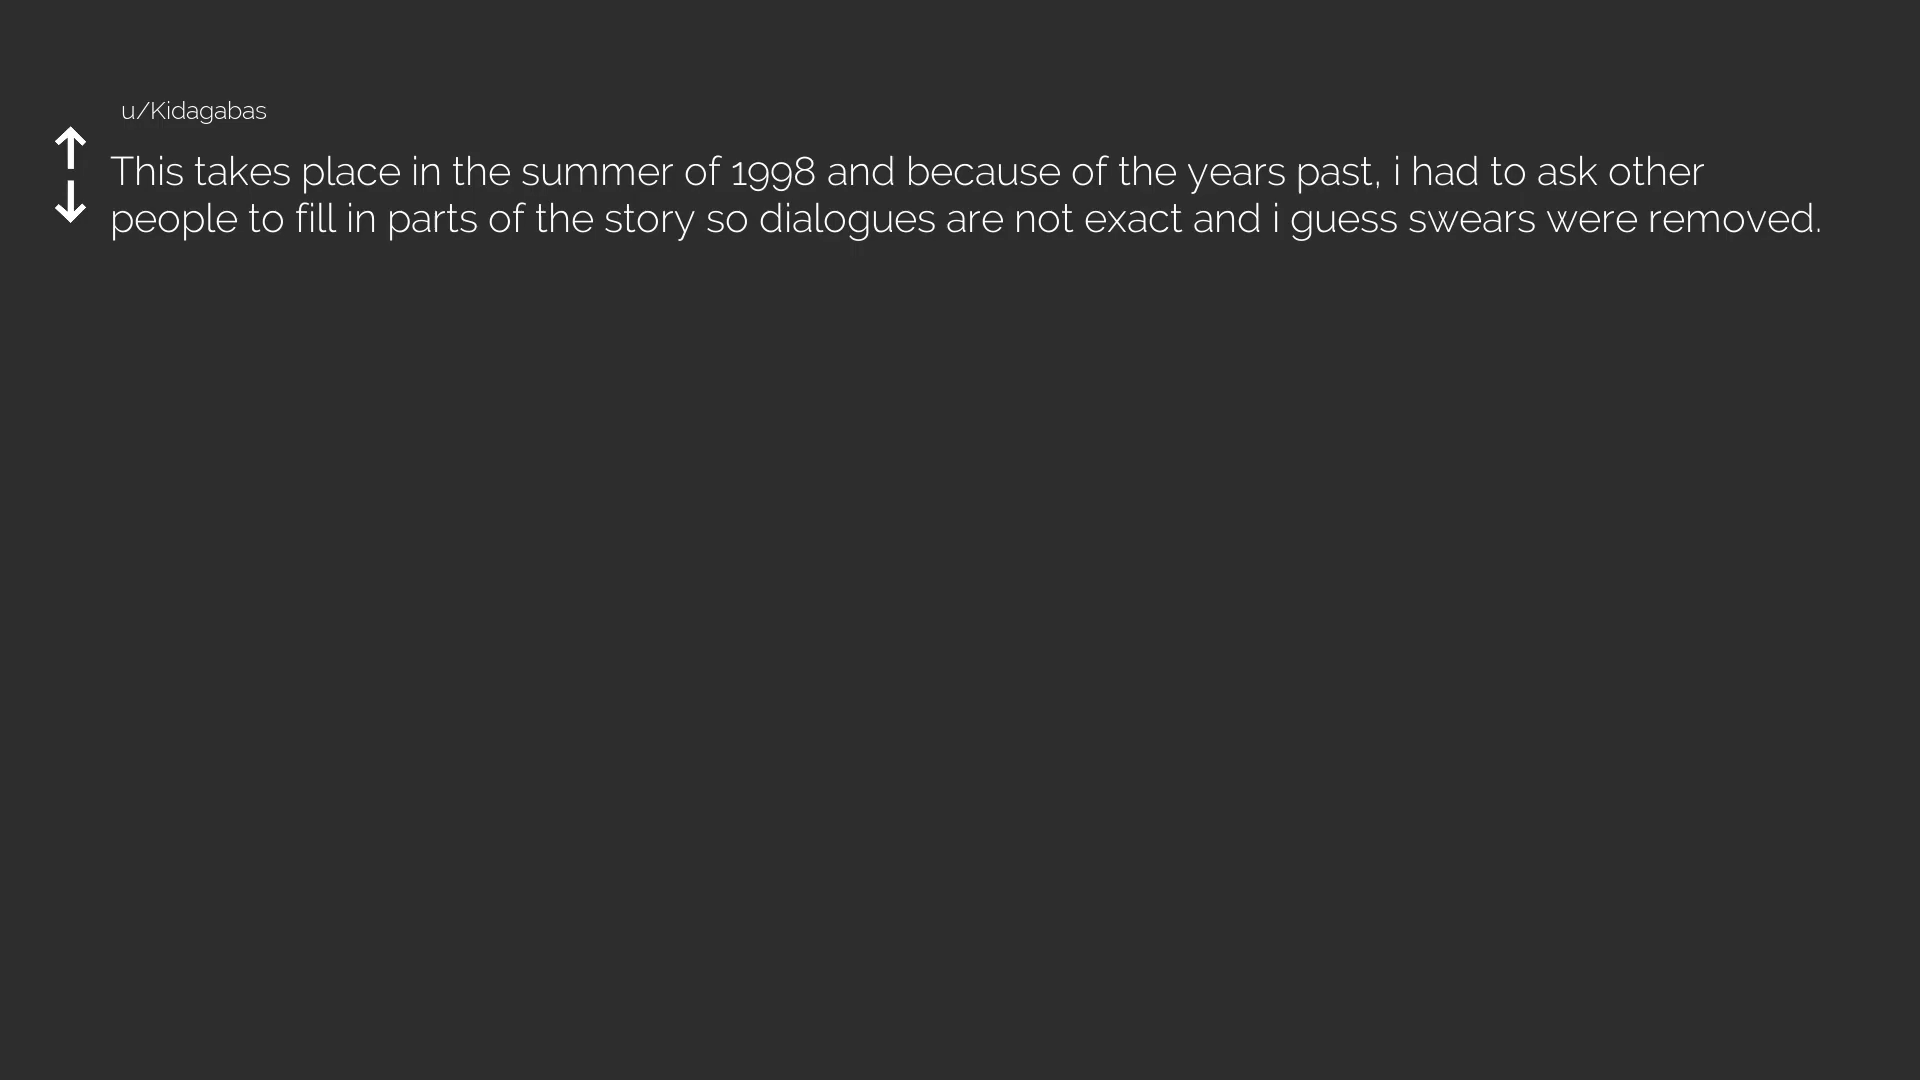 u/Kidagabas
This takes place in the summer of 1998 and because of the years past, i had to ask other
people to fill in parts of the story so dialogues are not exact and i guess swears were removed.